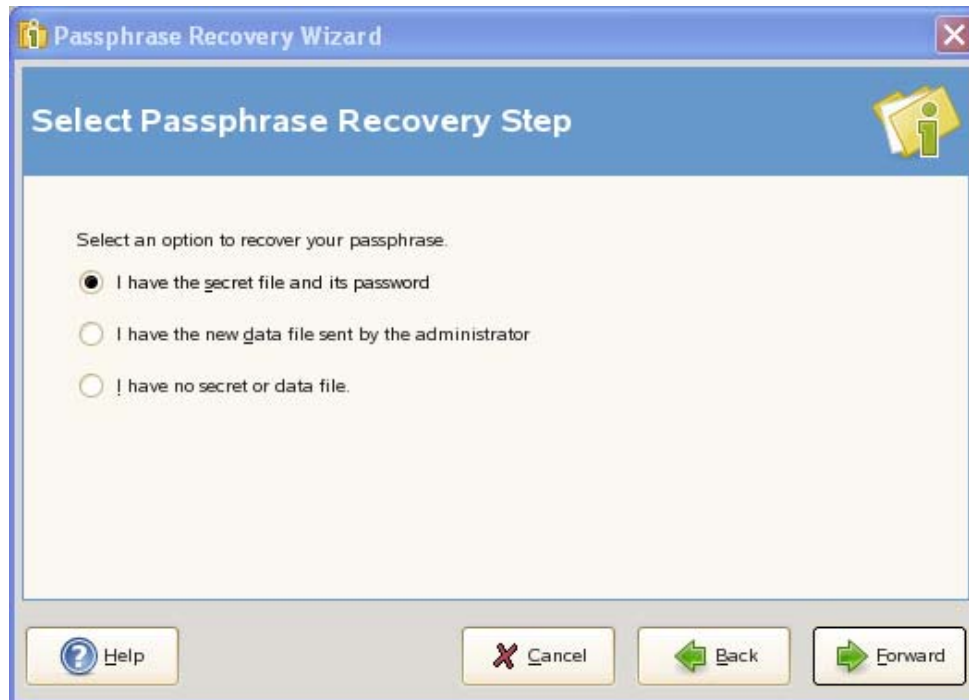 Passphrase Recovery Wizard
Select Passphrase Recovery Step
Select an option to recover your passphrase.
I have the secret file and its password
I have the new data file sent by the administrator
I have no secret or data file.
Help
Cancel
Back
Forward